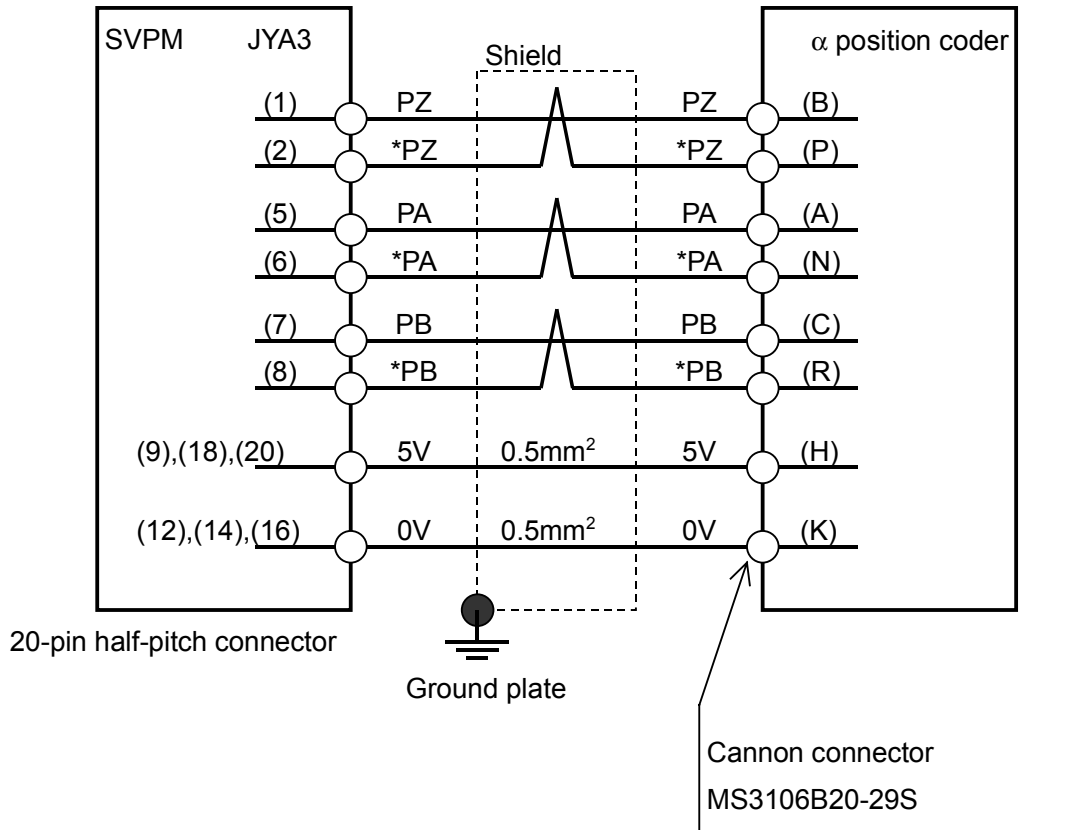 SVPM JYA3 α position coder
Shield
(1) PZ PZ (B)
(2) *PZ *PZ (P)
(5) PA PA (A)
(6) *PA *PA (N)
(7) PB PB (C)
(8) *PB *PB (R)
(9),(18),(20) 5V 0.5mm² 5V (H)
(12),(14),(16) 0V 0.5mm² 0V (K)
20-pin half-pitch connector
Ground plate
Cannon connector
MS3106B20-29S